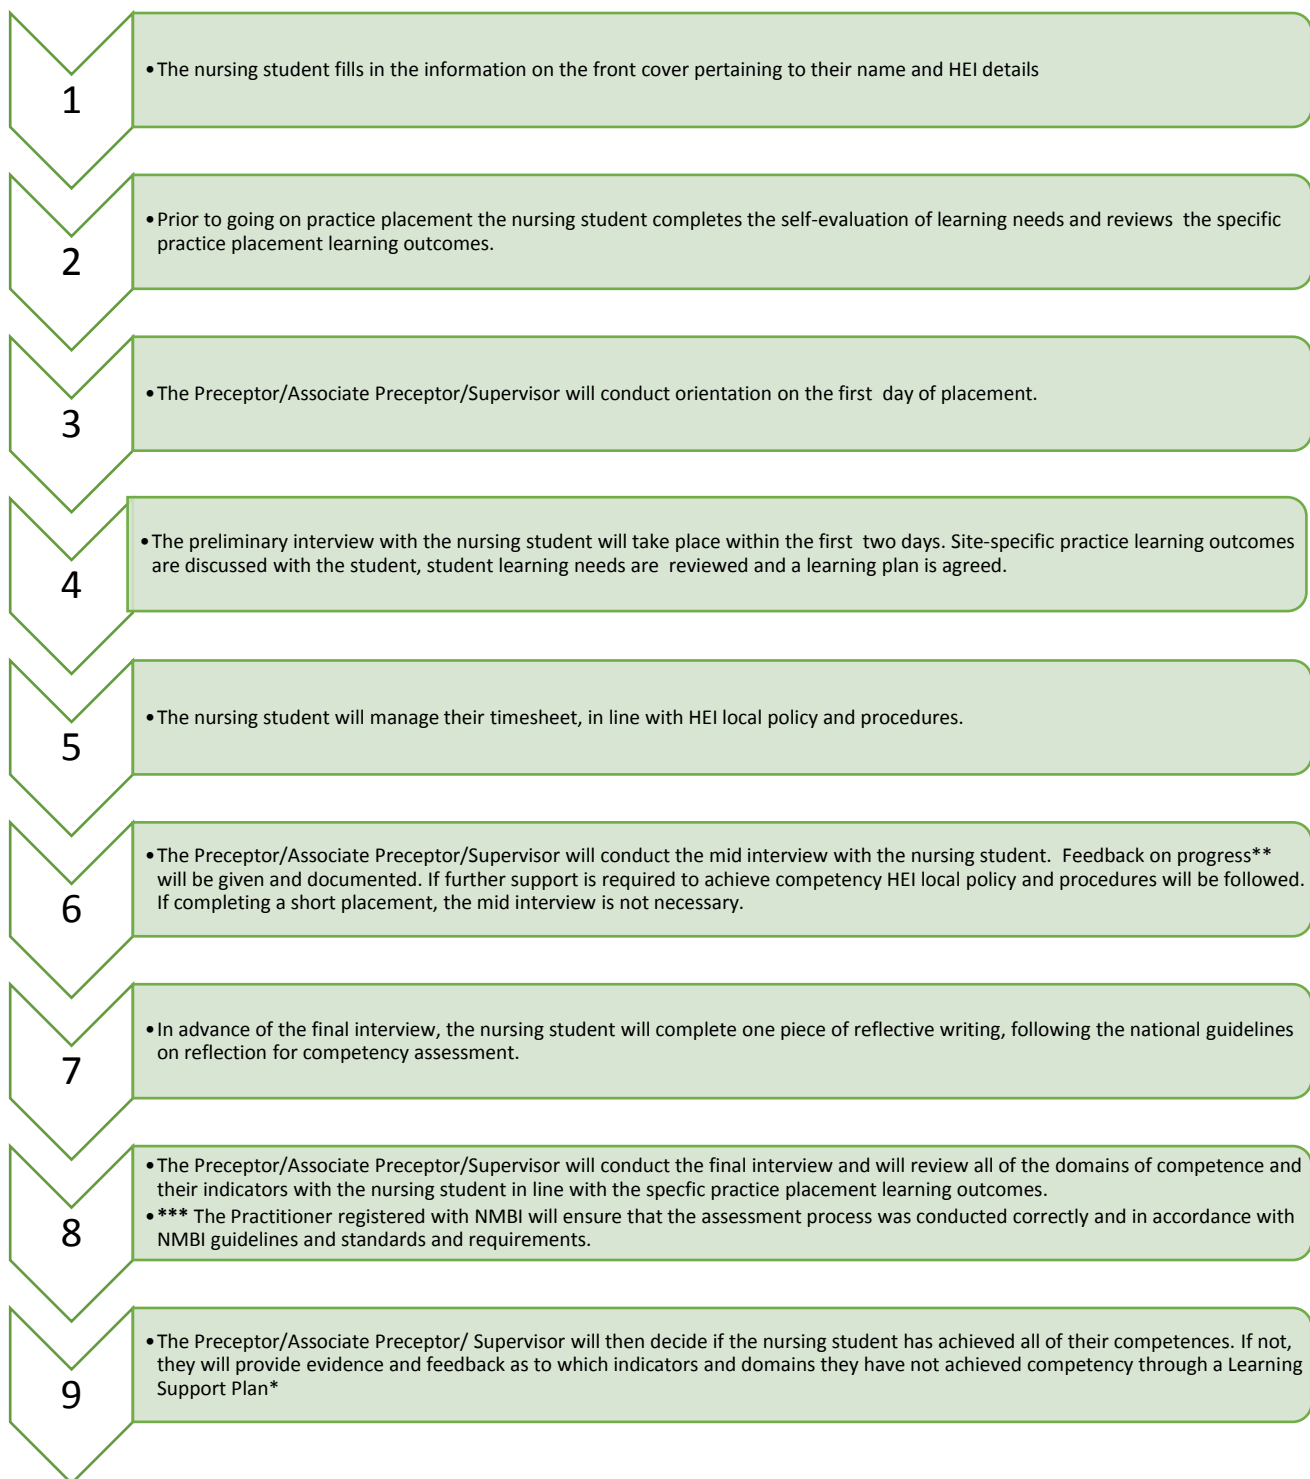 1
•The nursing student fills in the information on the front cover pertaining to their name and HEI details
2
•Prior to going on practice placement the nursing student completes the self-evaluation of learning needs and reviews  the specific
practice placement learning outcomes.
3
•The Preceptor/Associate Preceptor/Supervisor will conduct orientation on the first  day of placement.
4
•The preliminary interview with the nursing student will take place within the first  two days. Site-specific practice learning outcomes
are discussed with the student, student learning needs are  reviewed and a learning plan is agreed.
5
•The nursing student will manage their timesheet, in line with HEI local policy and procedures.
6
•The Preceptor/Associate Preceptor/Supervisor will conduct the mid interview with the nursing student.  Feedback on progress**
will be given and documented. If further support is required to achieve competency HEI local policy and procedures will be followed.
If completing a short placement, the mid interview is not necessary.
7
•In advance of the final interview, the nursing student will complete one piece of reflective writing, following the national guidelines
on reflection for competency assessment.
8
•The Preceptor/Associate Preceptor/Supervisor will conduct the final interview and will review all of the domains of competence and
their indicators with the nursing student in line with the specfic practice placement learning outcomes.
•*** The Practitioner registered with NMBI will ensure that the assessment process was conducted correctly and in accordance with
NMBI guidelines and standards and requirements.
9
•The Preceptor/Associate Preceptor/ Supervisor will then decide if the nursing student has achieved all of their competences. If not,
they will provide evidence and feedback as to which indicators and domains they have not achieved competency through a Learning
Support Plan*